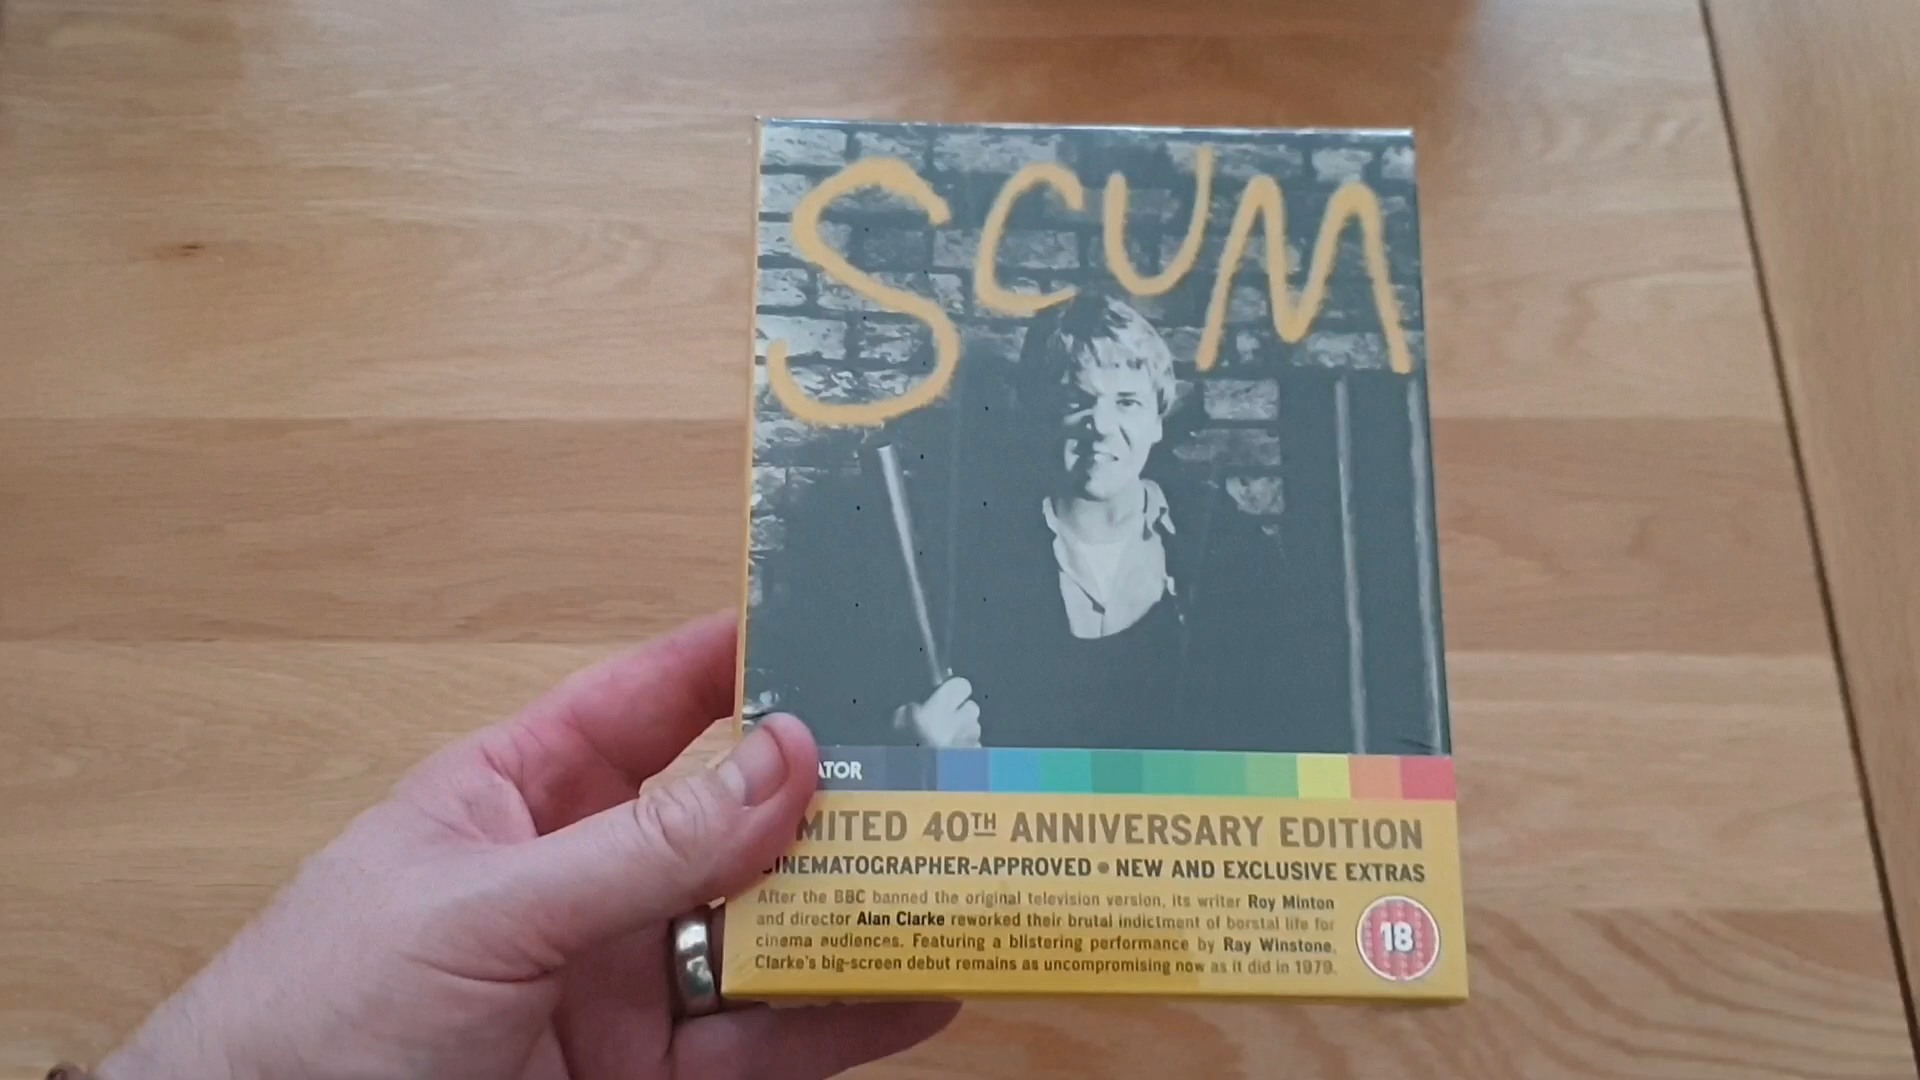 SCUM
ATOR
MITED 40TH ANNIVERSARY EDITION
CINEMATOGRAPHER-APPROVED • NEW AND EXCLUSIVE EXTRAS
After the BBC banned the original television version, its writer Roy Minton
and director Alan Clarke reworked their brutal indictment of borstal life for
cinema audiences. Featuring a blistering performance by Ray Winstone,
Clarke's big-screen debut remains as uncompromising now as it did in 1979.
18